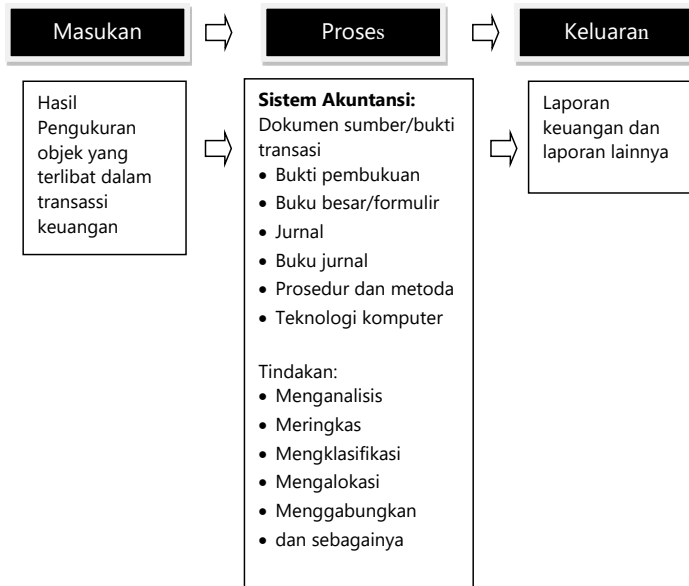 Masukan
Proses
Keluaran
Hasil
Pengukuran
objek yang
terlibat dalam
transassi
keuangan
Sistem Akuntansi:
Dokumen sumber/bukti
transasi
• Bukti pembukuan
• Buku besar/formulir
• Jurnal
• Buku jurnal
• Prosedur dan metoda
• Teknologi komputer
Tindakan:
• Menganalisis
• Meringkas
• Mengklasifikasi
• Mengalokasi
• Menggabungkan
• dan sebagainya
Laporan
keuangan dan
laporan lainnya